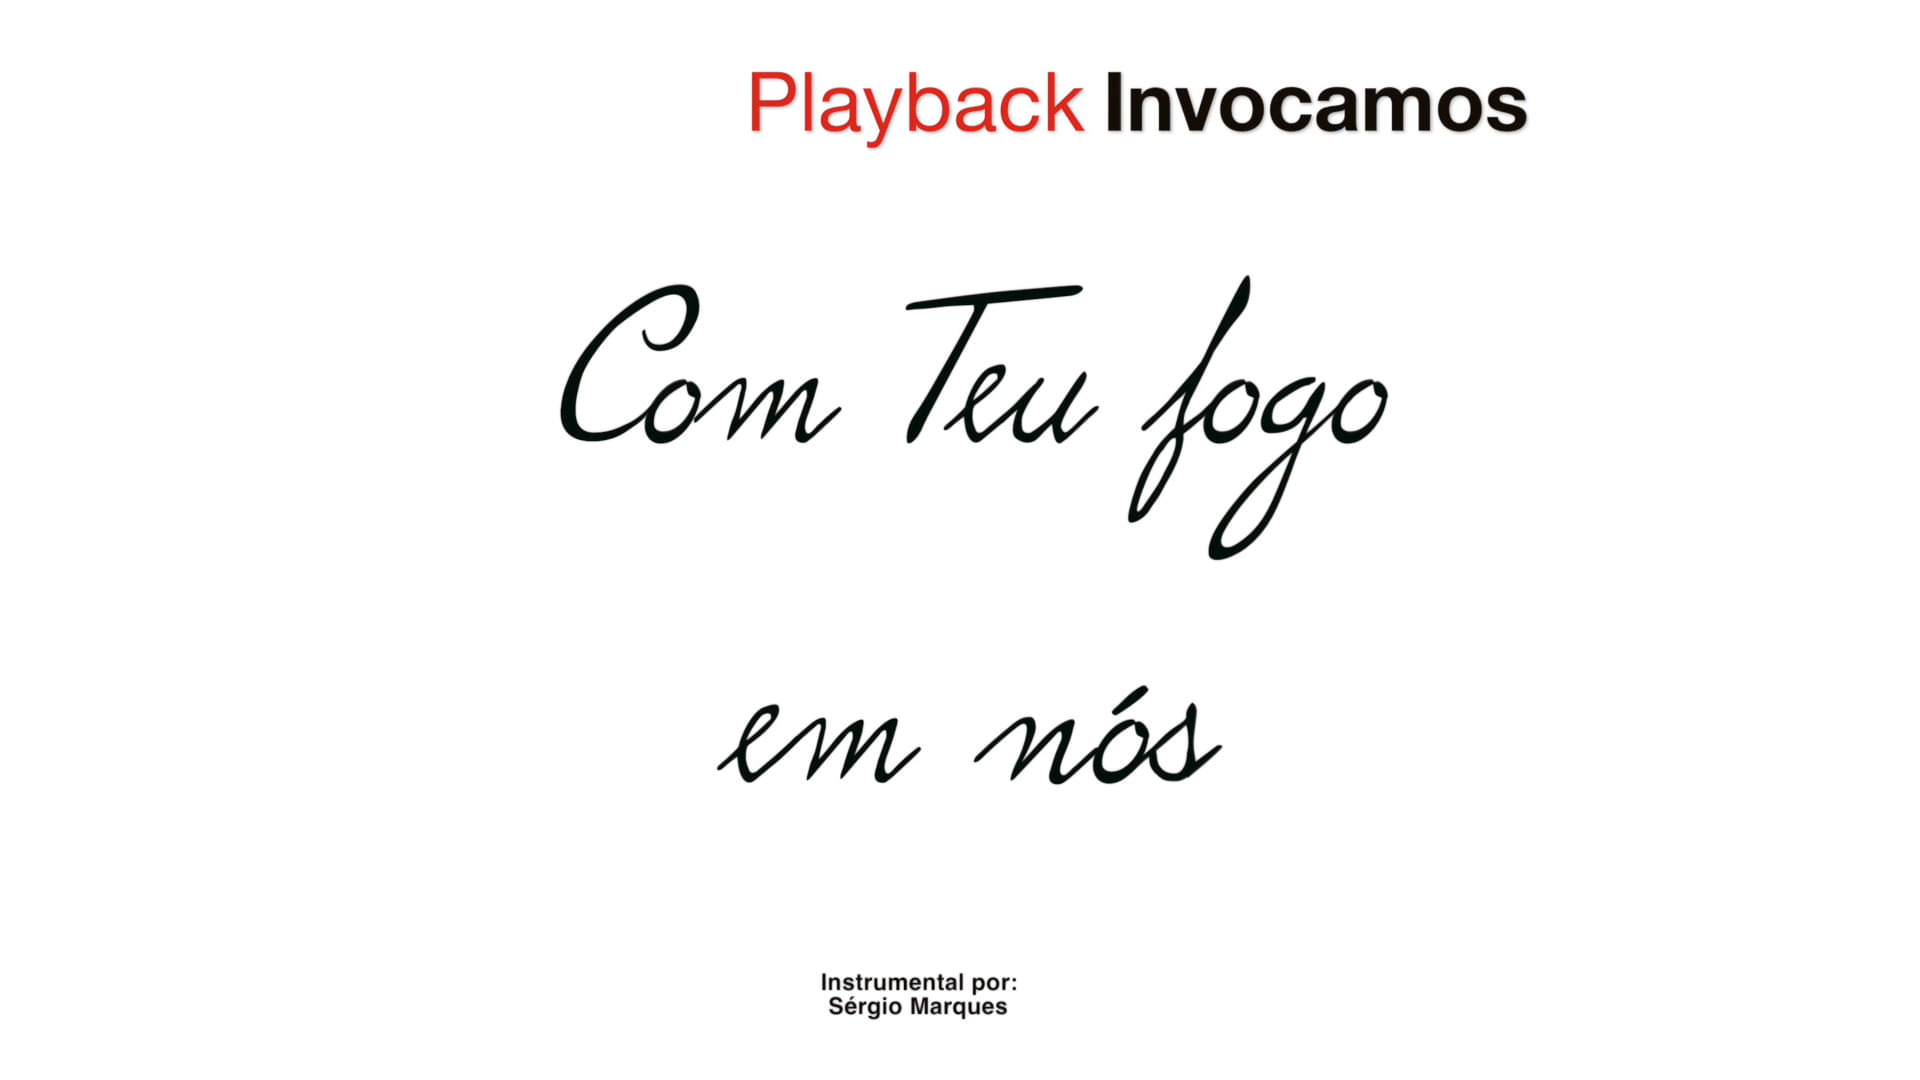 Playback Invocamos
Com Teu fogo
em nós
Instrumental por:
Sérgio Marques